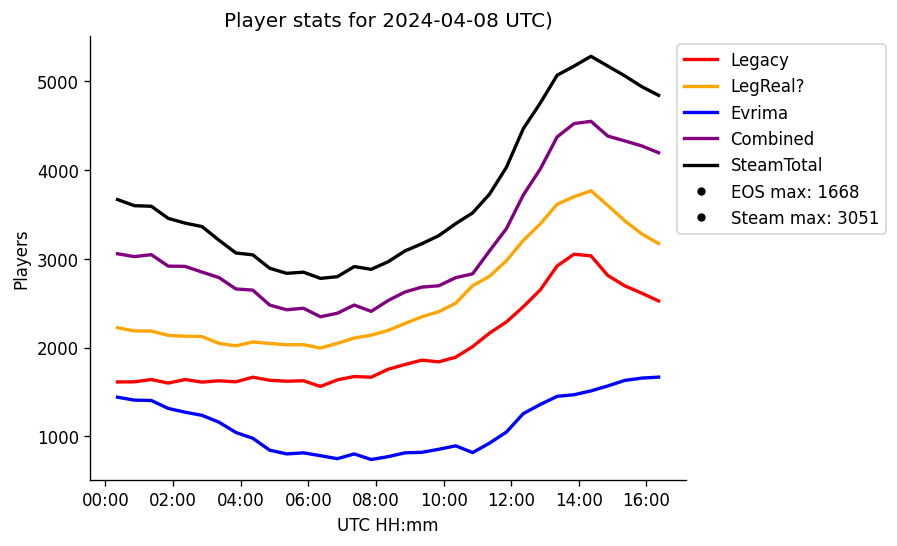 Player stats for 2024-04-08 UTC)
5000
4000
3000
2000
1000
Players
00:00 02:00 04:00 06:00 08:00 10:00 12:00 14:00 16:00
UTC HH:mm
Legacy
LegReal?
Evrima
Combined
SteamTotal
EOS max: 1668
Steam max: 3051